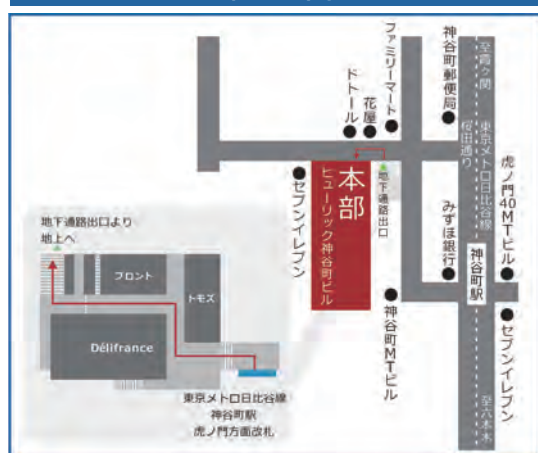 ファミリーマート
ドトール
花屋
神谷町郵便局
至霞ヶ関
桜田通り
東京メトロ日比谷線
虎ノ門40MTビル
本部
ヒューリック神谷町ビル
地下通路出口
セブンイレブン
みずほ銀行
神谷町駅
神谷町MTビル
セブンイレブン
至六本木
地下通路出口より
地上へ
プロント
トモズ
Délifrance
東京メトロ日比谷線
神谷町駅
虎ノ門方面改札